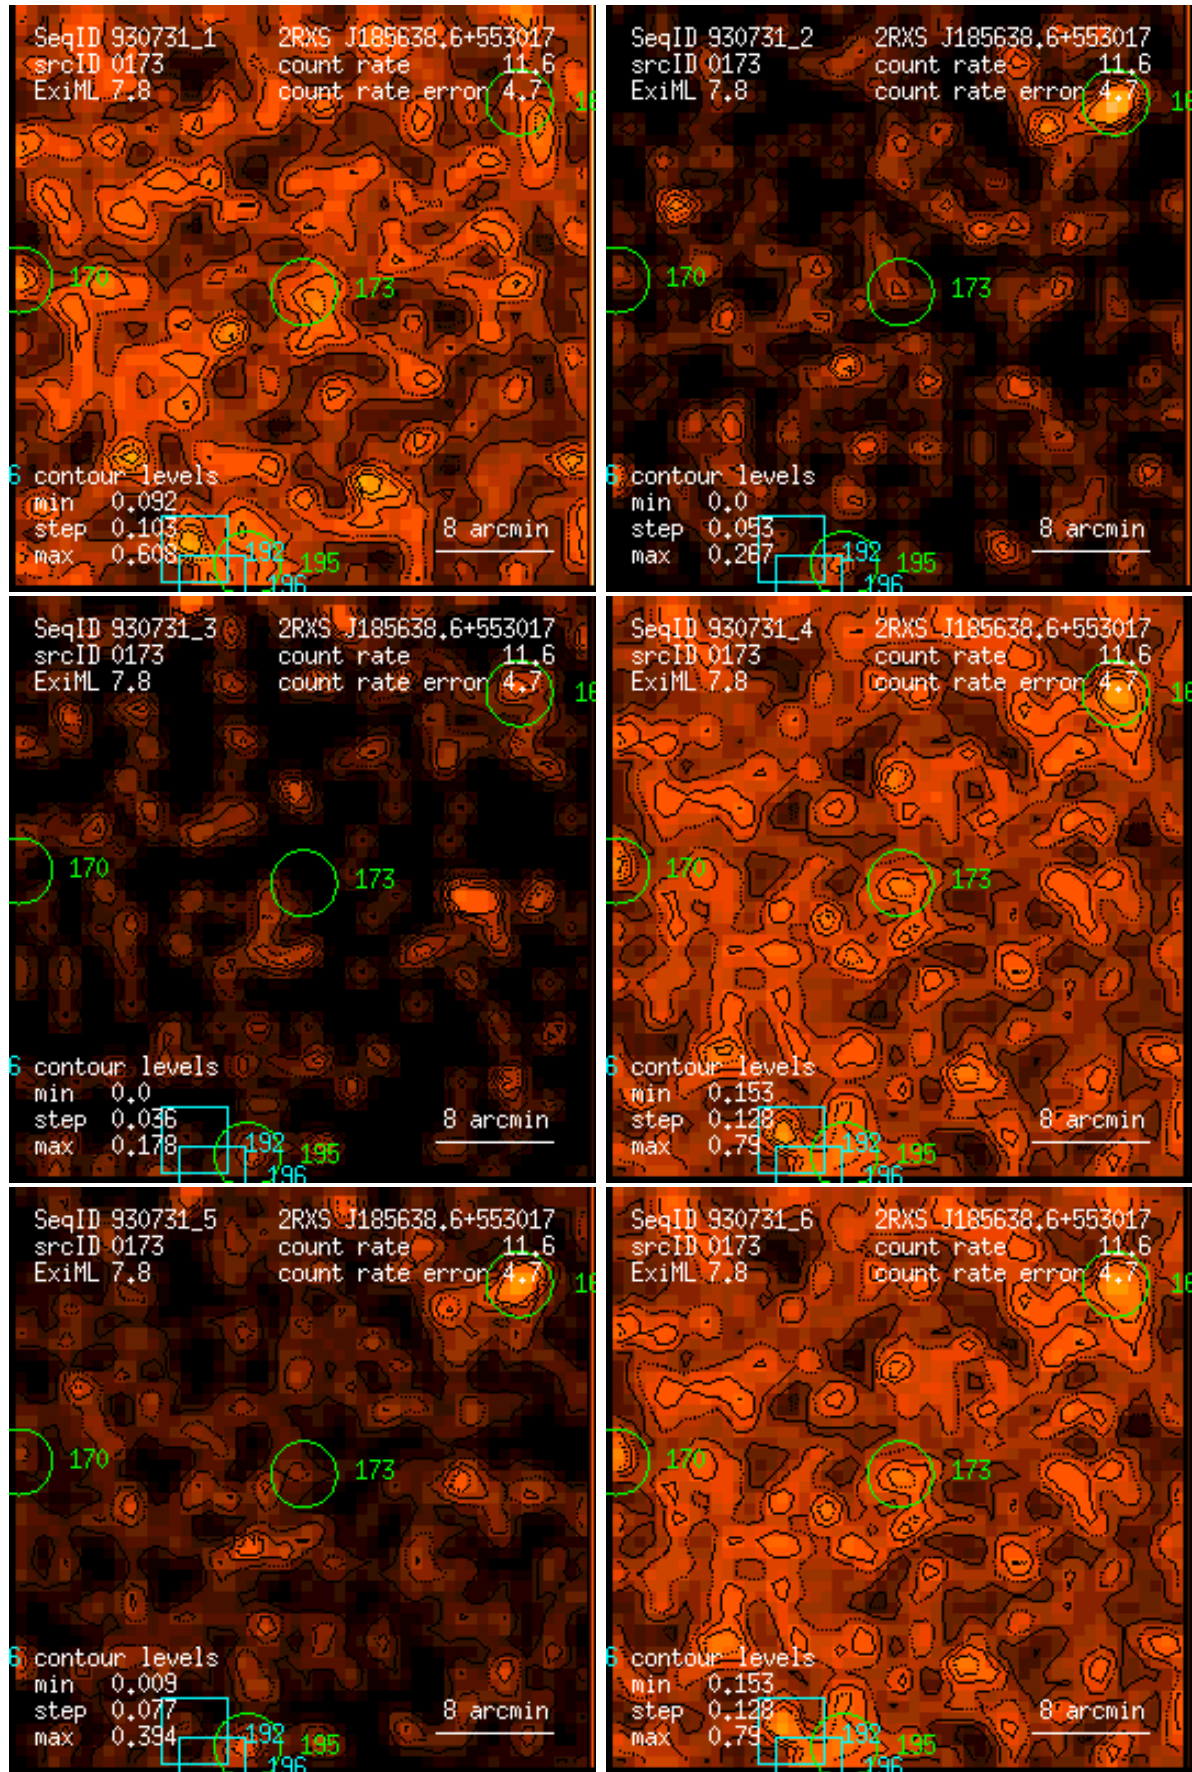 SeqID 930731_1 2RXS J185638.6+553017
srcID 0173 count rate 11.6
ExiML 7.8 count rate error 4.7
16
170
173
6 contour levels
min 0.092
step 0.103 8 arcmin
max 0.608
192
195
196
SeqID 930731_2 2RXS J185638.6+553017
srcID 0173 count rate 11.6
ExiML 7.8 count rate error 4.7
16
170
173
6 contour levels
min 0.0
step 0.053 8 arcmin
max 0.267
192
195
196
SeqID 930731_3 2RXS J185638.6+553017
srcID 0173 count rate 11.6
ExiML 7.8 count rate error 4.7
16
170
173
6 contour levels
min 0.0
step 0.036 8 arcmin
max 0.178
192
195
196
SeqID 930731_4 2RXS J185638.6+553017
srcID 0173 count rate 11.6
ExiML 7.8 count rate error 4.7
16
170
173
6 contour levels
min 0.153
step 0.128 8 arcmin
max 0.79
192
195
196
SeqID 930731_5 2RXS J185638.6+553017
srcID 0173 count rate 11.6
ExiML 7.8 count rate error 4.7
16
170
173
6 contour levels
min 0.009
step 0.077 8 arcmin
max 0.394
192
195
196
SeqID 930731_6 2RXS J185638.6+553017
srcID 0173 count rate 11.6
ExiML 7.8 count rate error 4.7
16
170
173
6 contour levels
min 0.153
step 0.128 8 arcmin
max 0.79
192
195
196